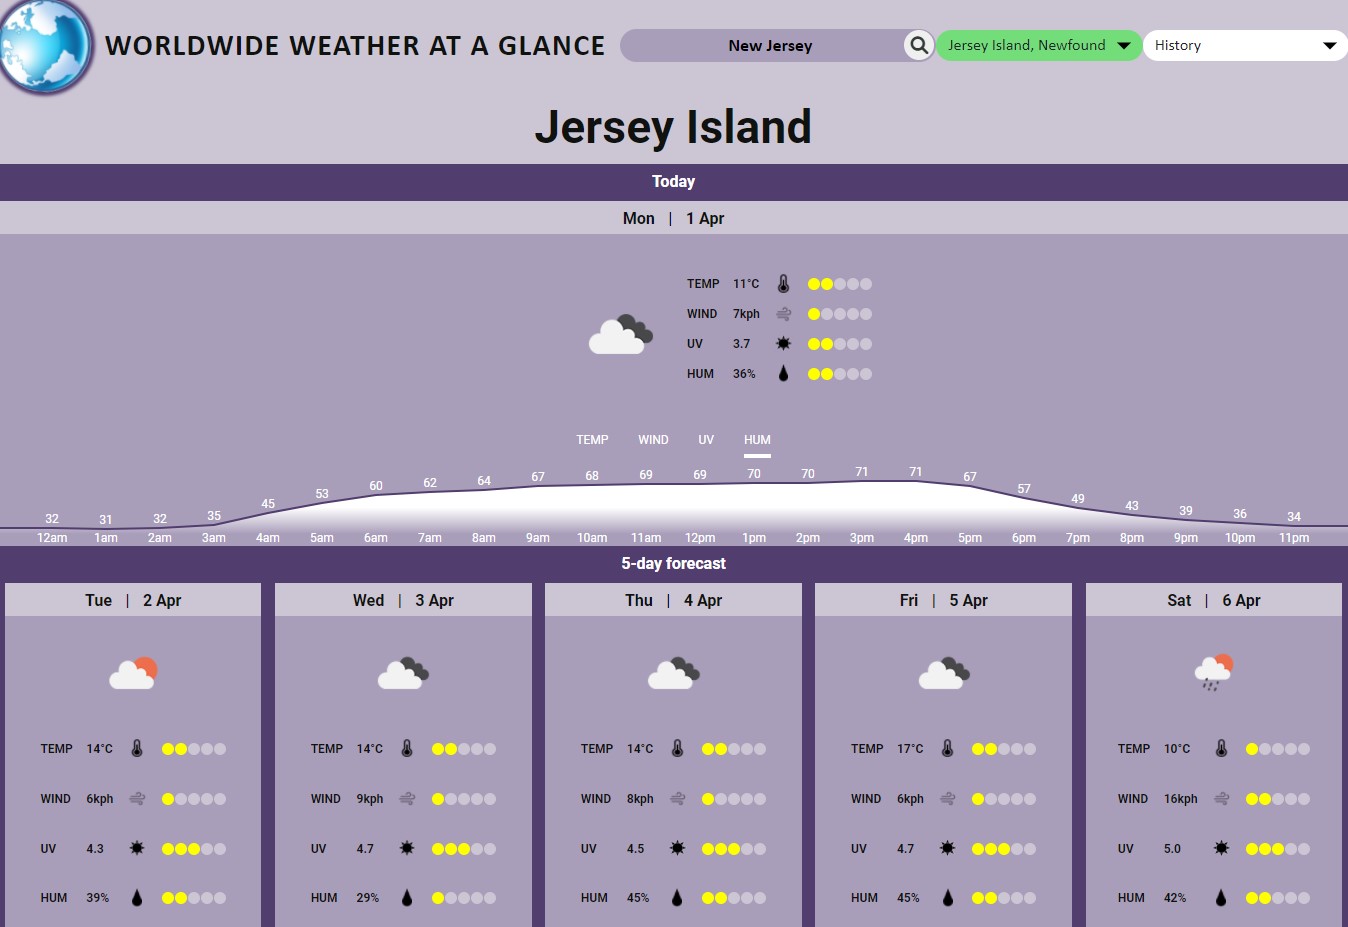 WORLDWIDE WEATHER AT A GLANCE New Jersey Jersey Island, Newfound History
Jersey Island
Today
Mon | 1 Apr
TEMP 11°C
WIND 7kph
UV 3.7
HUM 36%
TEMP WIND UV HUM
32 31 32 35 45 53 60 62 64 67 68 69 69 70 70 71 71 67 57 49 43 39 36 34
12am 1am 2am 3am 4am 5am 6am 7am 8am 9am 10am 11am 12pm 1pm 2pm 3pm 4pm 5pm 6pm 7pm 8pm 9pm 10pm 11pm
5-day forecast
Tue | 2 Apr
TEMP 14°C
WIND 6kph
UV 4.3
HUM 39%
Wed | 3 Apr
TEMP 14°C
WIND 9kph
UV 4.7
HUM 29%
Thu | 4 Apr
TEMP 14°C
WIND 8kph
UV 4.5
HUM 45%
Fri | 5 Apr
TEMP 17°C
WIND 6kph
UV 4.7
HUM 45%
Sat | 6 Apr
TEMP 10°C
WIND 16kph
UV 5.0
HUM 42%